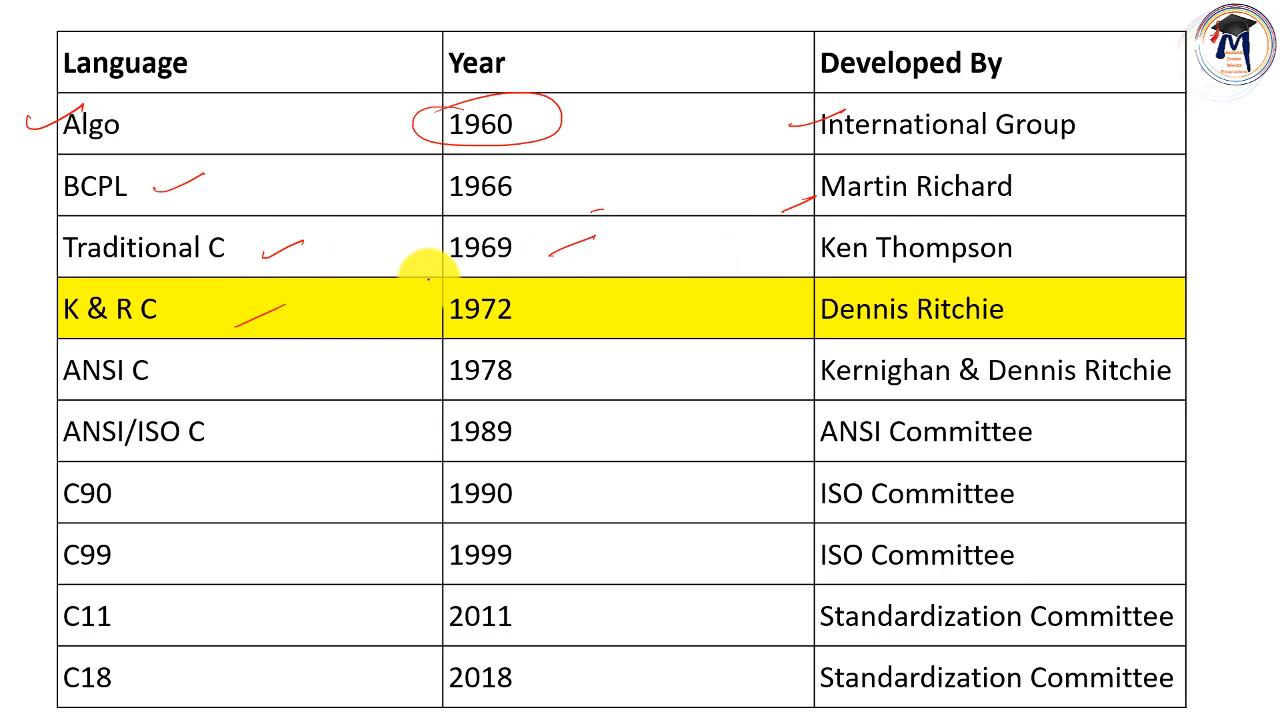 Language Year Developed By
Algo 1960 International Group
BCPL 1966 Martin Richard
Traditional C 1969 Ken Thompson
K & R C 1972 Dennis Ritchie
ANSI C 1978 Kernighan & Dennis Ritchie
ANSI/ISO C 1989 ANSI Committee
C90 1990 ISO Committee
C99 1999 ISO Committee
C11 2011 Standardization Committee
C18 2018 Standardization Committee
M